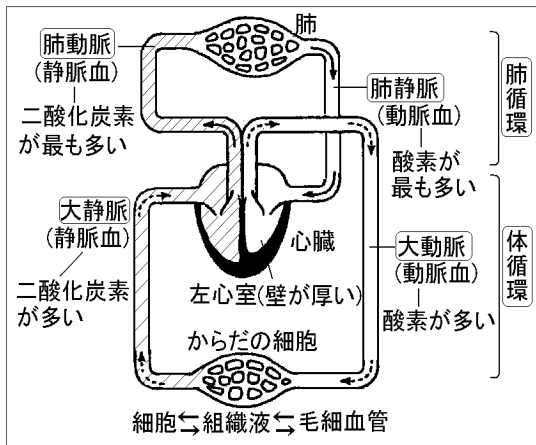 肺
肺動脈
(静脈血)
二酸化炭素
が最も多い
肺静脈
(動脈血)
酸素が
最も多い
肺循環
大静脈
(静脈血)
二酸化炭素
が多い
心臓
左心室(壁が厚い)
大動脈
(動脈血)
酸素が多い
体循環
からだの細胞
細胞⇆組織液⇆毛細血管